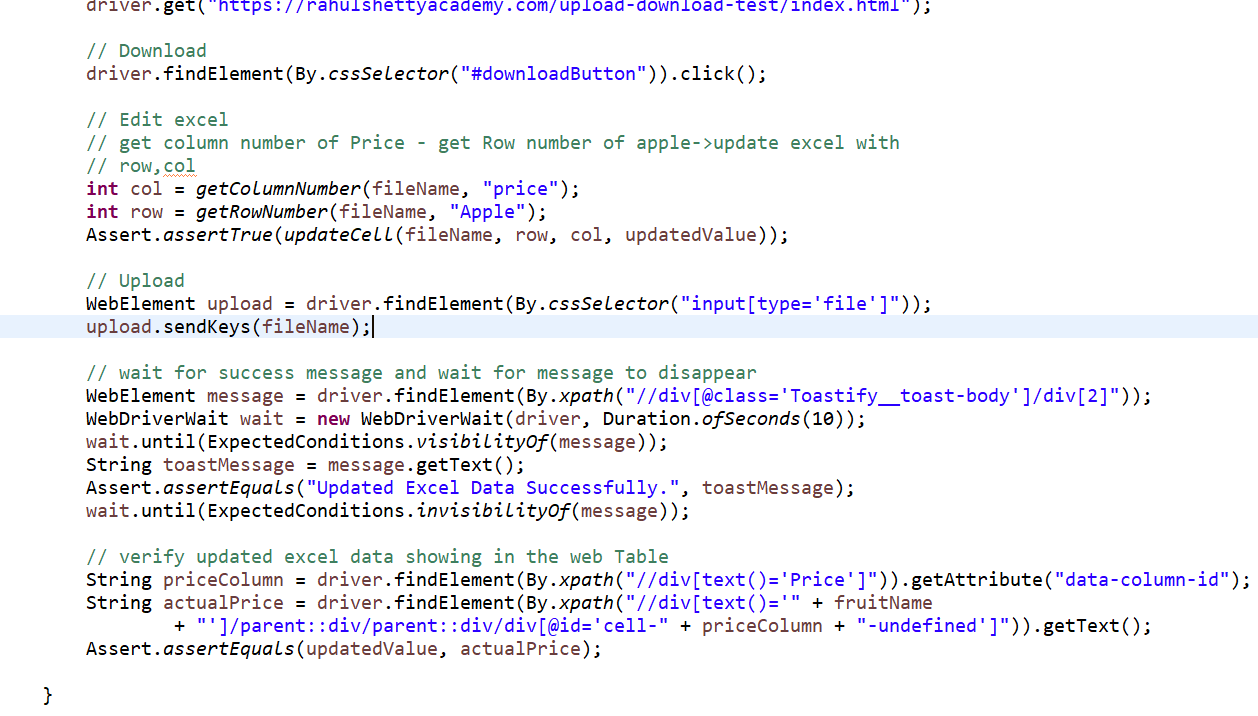 driver.get("https://rahulshettyacademy.com/upload-download-test/index.html");
// Download
driver.findElement(By.cssSelector("#downloadButton")).click();
// Edit excel
// get column number of Price - get Row number of apple->update excel with
// row,col
int col = getColumnNumber(fileName, "price");
int row = getRowNumber(fileName, "Apple");
Assert.assertTrue(updateCell(fileName, row, col, updatedValue));
// Upload
WebElement upload = driver.findElement(By.cssSelector("input[type='file']"));
upload.sendKeys(fileName);
// wait for success message and wait for message to disappear
WebElement message = driver.findElement(By.xpath("//div[@class='Toastify__toast-body']/div[2]"));
WebDriverWait wait = new WebDriverWait(driver, Duration.ofSeconds(10));
wait.until(ExpectedConditions.visibilityOf(message));
String toastMessage = message.getText();
Assert.assertEquals("Updated Excel Data Successfully.", toastMessage);
wait.until(ExpectedConditions.invisibilityOf(message));
// verify updated excel data showing in the web Table
String priceColumn = driver.findElement(By.xpath("//div[text()='Price']")).getAttribute("data-column-id");
String actualPrice = driver.findElement(By.xpath("//div[text()='" + fruitName
+ "']/parent::div/parent::div/div[@id='cell-" + priceColumn + "-undefined']")).getText();
Assert.assertEquals(updatedValue, actualPrice);
}